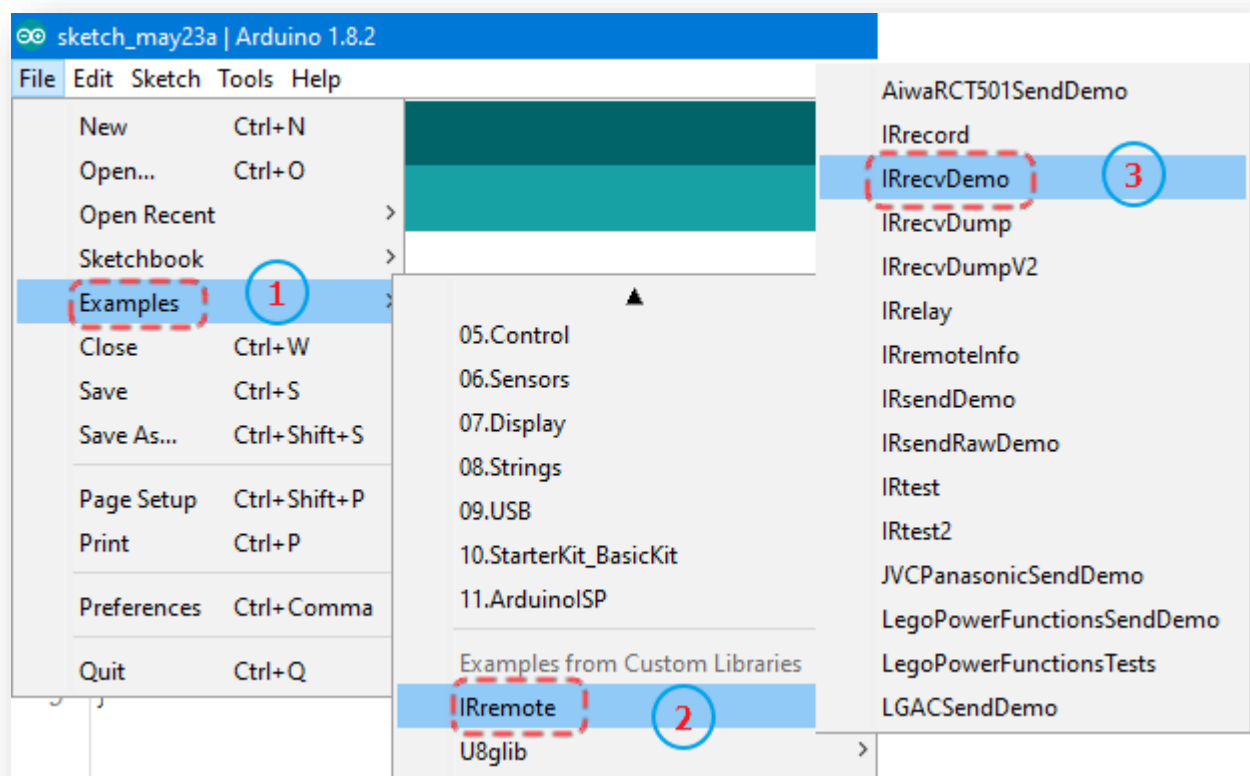 sketch_may23a | Arduino 1.8.2
File Edit Sketch Tools Help
New Ctrl+N
Open... Ctrl+O
Open Recent
Sketchbook
Examples
1
Close Ctrl+W
Save Ctrl+S
Save As... Ctrl+Shift+S
Page Setup Ctrl+Shift+P
Print Ctrl+P
Preferences Ctrl+Comma
Quit Ctrl+Q
05.Control
06.Sensors
07.Display
08.Strings
09.USB
10.StarterKit_BasicKit
11.ArduinoISP
Examples from Custom Libraries
IRremote
2
U8glib
AiwaRCT501SendDemo
IRrecord
IRrecvDemo
3
IRrecvDump
IRrecvDumpV2
IRrelay
IRremoteInfo
IRsendDemo
IRsendRawDemo
IRtest
IRtest2
JVCPanasonicSendDemo
LegoPowerFunctionsSendDemo
LegoPowerFunctionsTests
LGACSendDemo